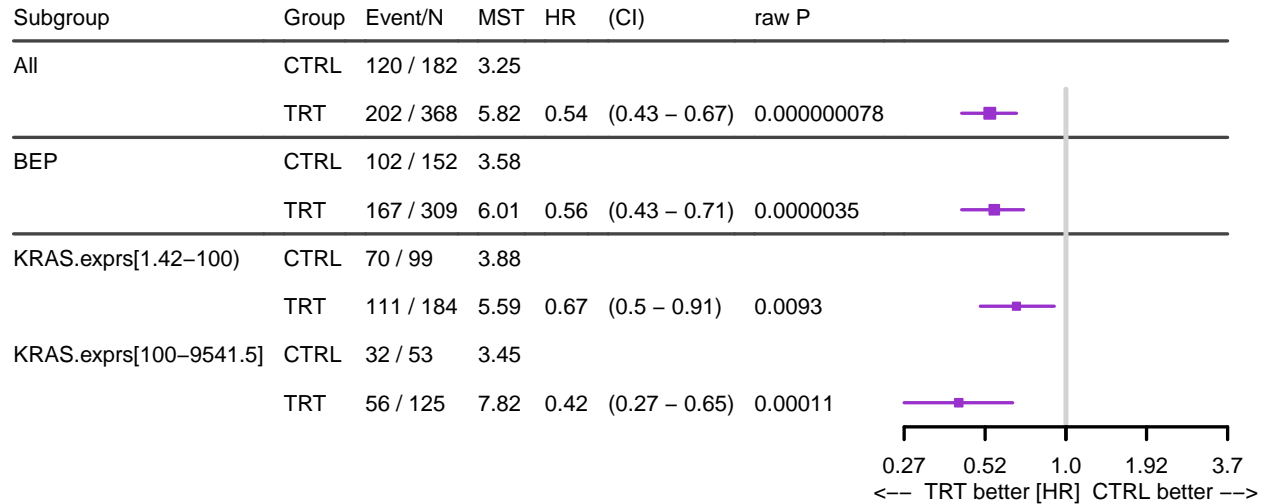 Subgroup Group Event/N MST HR (CI) raw P
All CTRL 120 / 182 3.25
TRT 202 / 368 5.82 0.54 (0.43 − 0.67) 0.000000078
BEP CTRL 102 / 152 3.58
TRT 167 / 309 6.01 0.56 (0.43 − 0.71) 0.0000035
KRAS.exprs[1.42−100) CTRL 70 / 99 3.88
TRT 111 / 184 5.59 0.67 (0.5 − 0.91) 0.0093
KRAS.exprs[100−9541.5] CTRL 32 / 53 3.45
TRT 56 / 125 7.82 0.42 (0.27 − 0.65) 0.00011
0.27 0.52 1.0 1.92 3.7
<−− TRT better [HR] CTRL better −−>